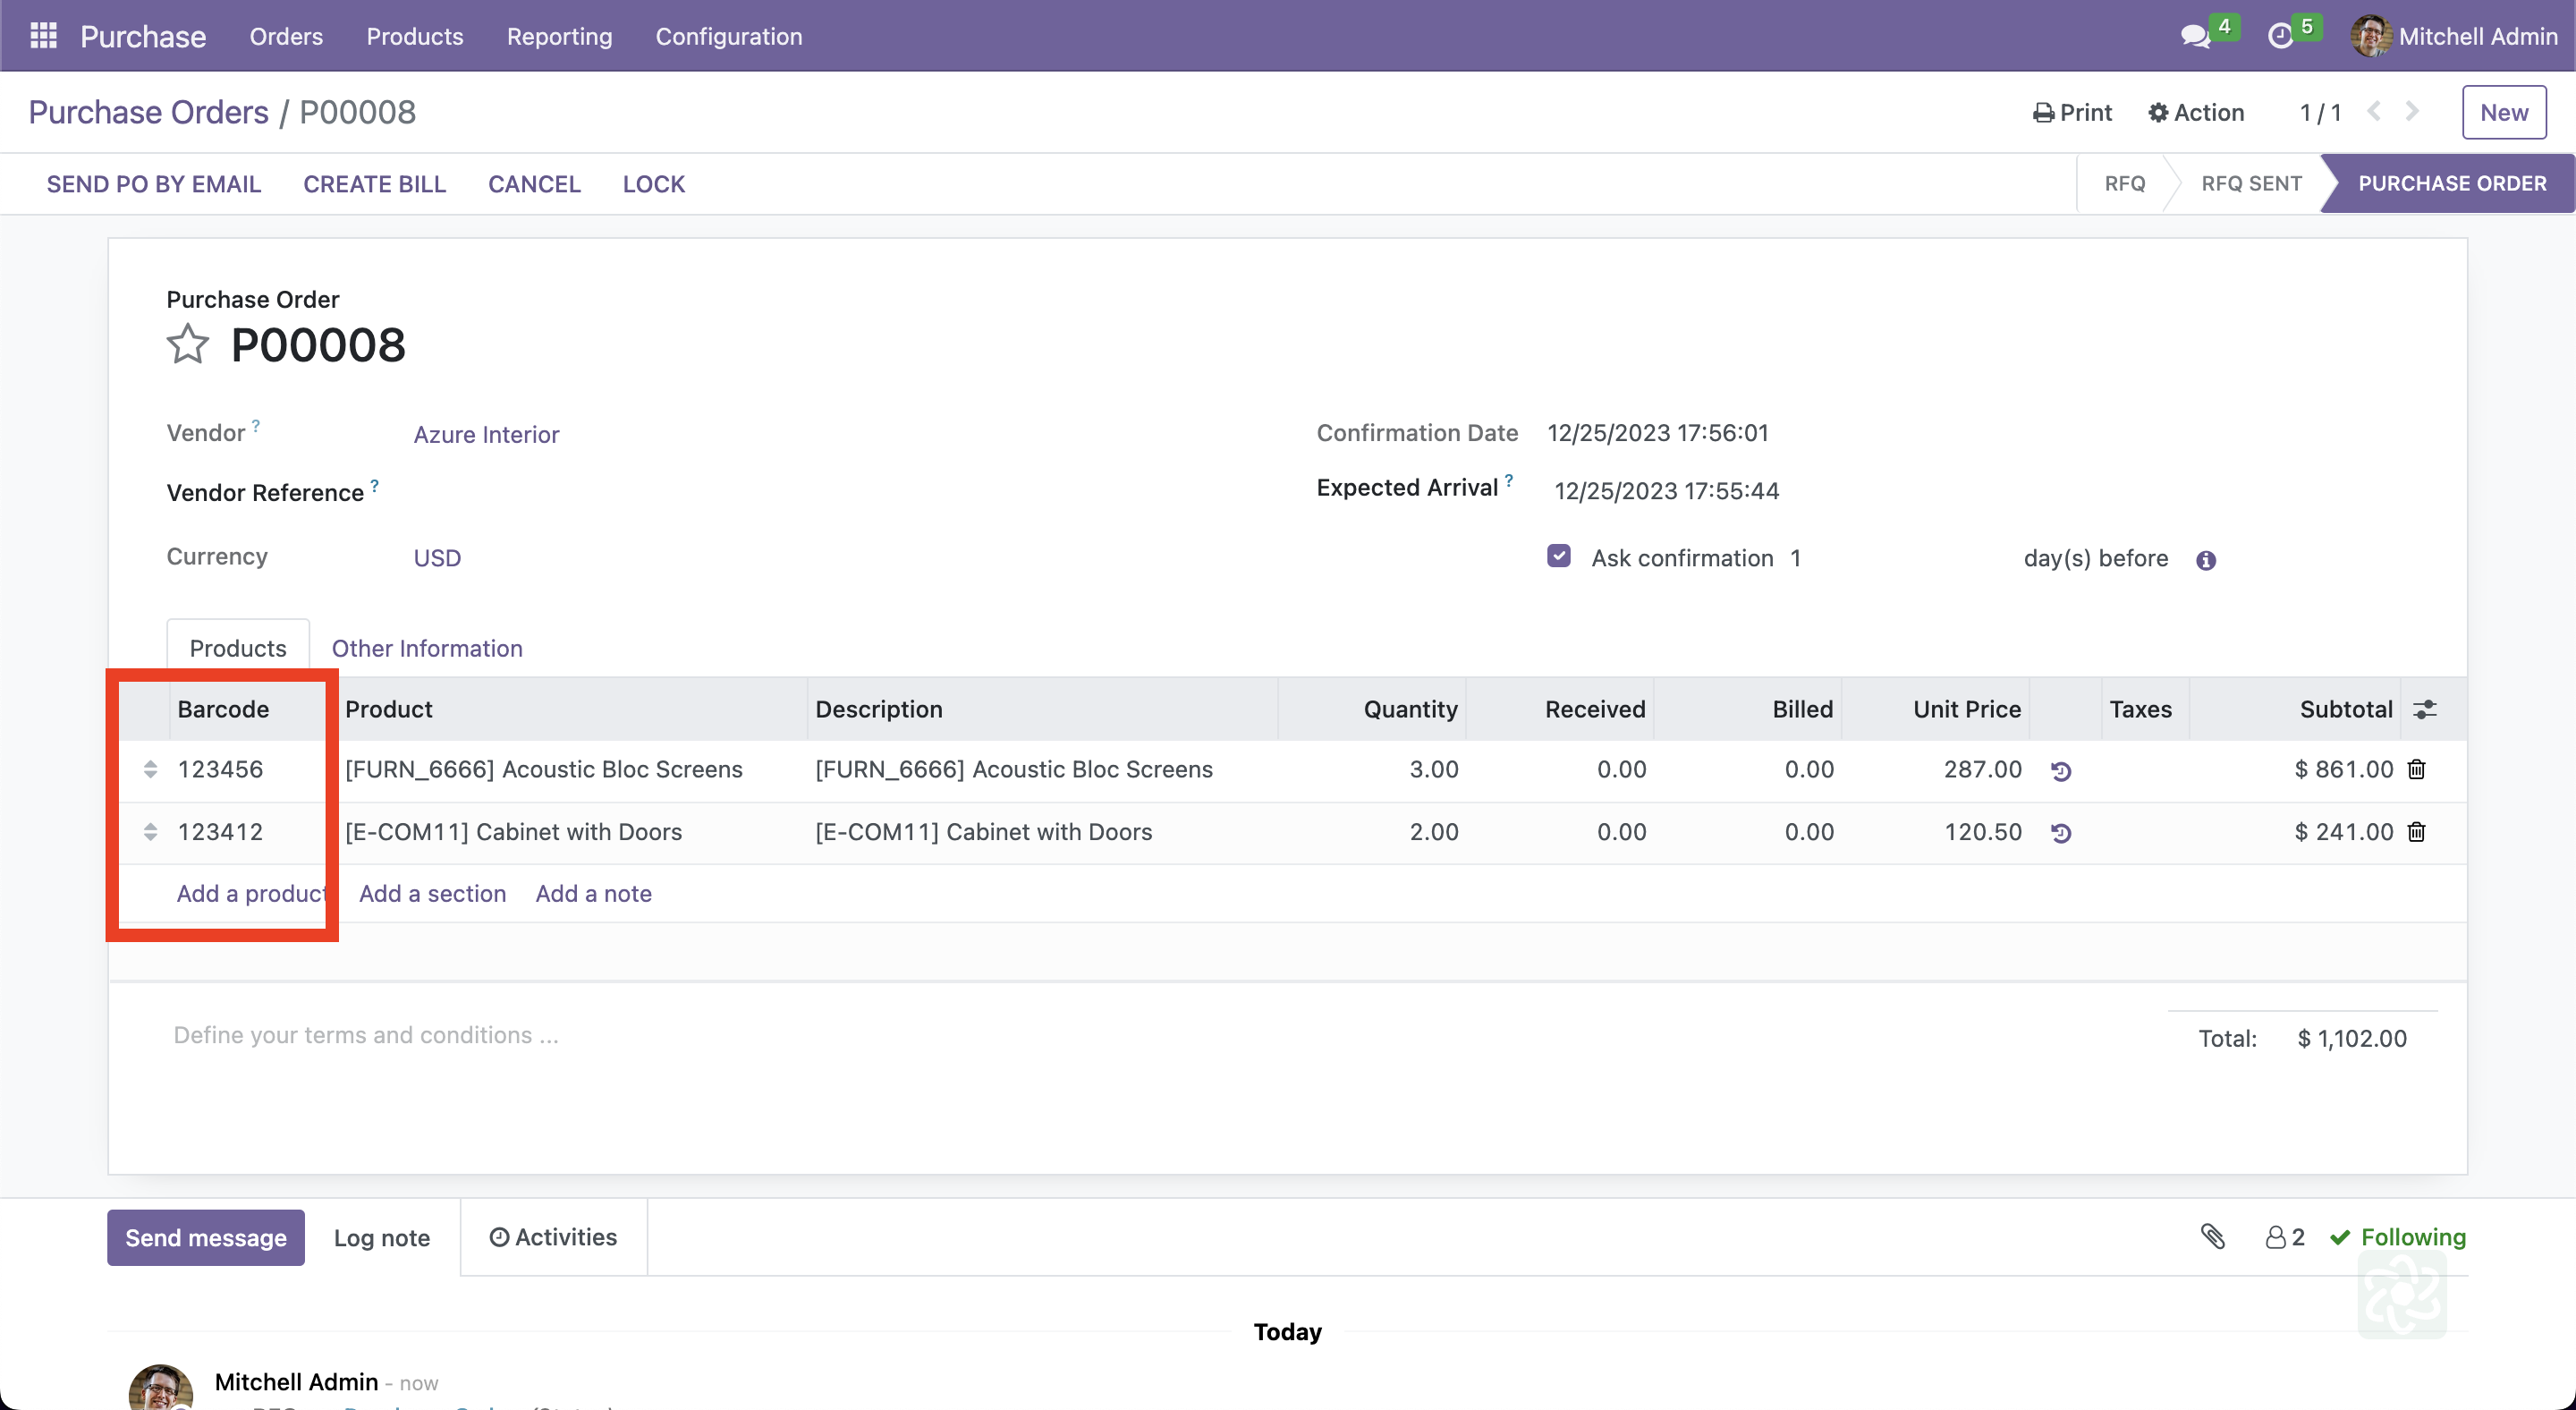 Purchase Orders Products Reporting Configuration 4 5 Mitchell Admin
Purchase Orders / P00008 Print Action 1 / 1 New
SEND PO BY EMAIL CREATE BILL CANCEL LOCK RFQ RFQ SENT PURCHASE ORDER
Purchase Order
P00008
Vendor ? Azure Interior Confirmation Date 12/25/2023 17:56:01
Vendor Reference ? Expected Arrival ? 12/25/2023 17:55:44
Currency USD Ask confirmation 1 day(s) before
Products Other Information
Barcode Product Description Quantity Received Billed Unit Price Taxes Subtotal
123456 [FURN_6666] Acoustic Bloc Screens [FURN_6666] Acoustic Bloc Screens 3.00 0.00 0.00 287.00 $ 861.00
123412 [E-COM11] Cabinet with Doors [E-COM11] Cabinet with Doors 2.00 0.00 0.00 120.50 $ 241.00
Add a product Add a section Add a note
Define your terms and conditions ...
Total: $ 1,102.00
Send message Log note Activities 2 Following
Today
Mitchell Admin - now